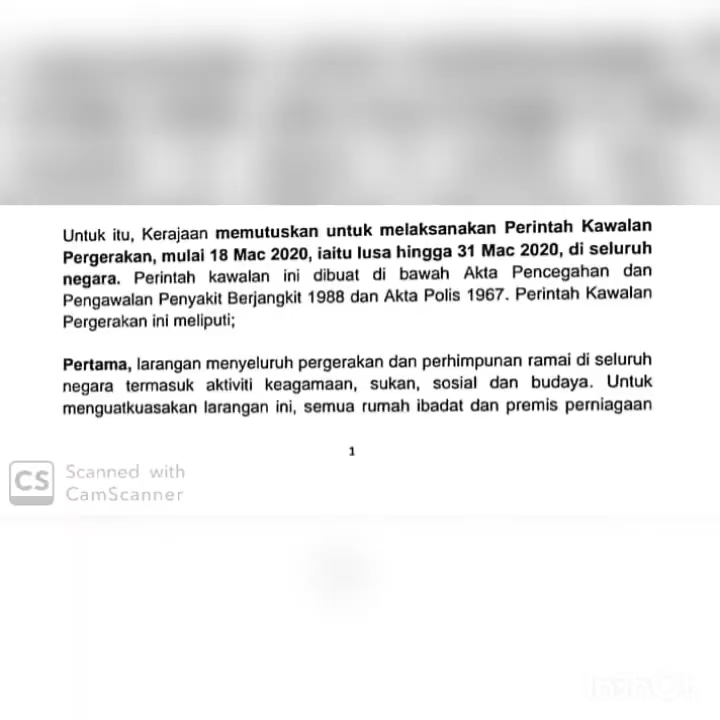 Untuk itu, Kerajaan memutuskan untuk melaksanakan Perintah Kawalan
Pergerakan, mulai 18 Mac 2020, iaitu lusa hingga 31 Mac 2020, di seluruh
negara. Perintah kawalan ini dibuat di bawah Akta Pencegahan dan
Pengawalan Penyakit Berjangkit 1988 dan Akta Polis 1967. Perintah Kawalan
Pergerakan ini meliputi;
Pertama, larangan menyeluruh pergerakan dan perhimpunan ramai di seluruh
negara termasuk aktiviti keagamaan, sukan, sosial dan budaya. Untuk
menguatkuasakan larangan ini, semua rumah ibadat dan premis perniagaan
1
CS
Scanned with
CamScanner